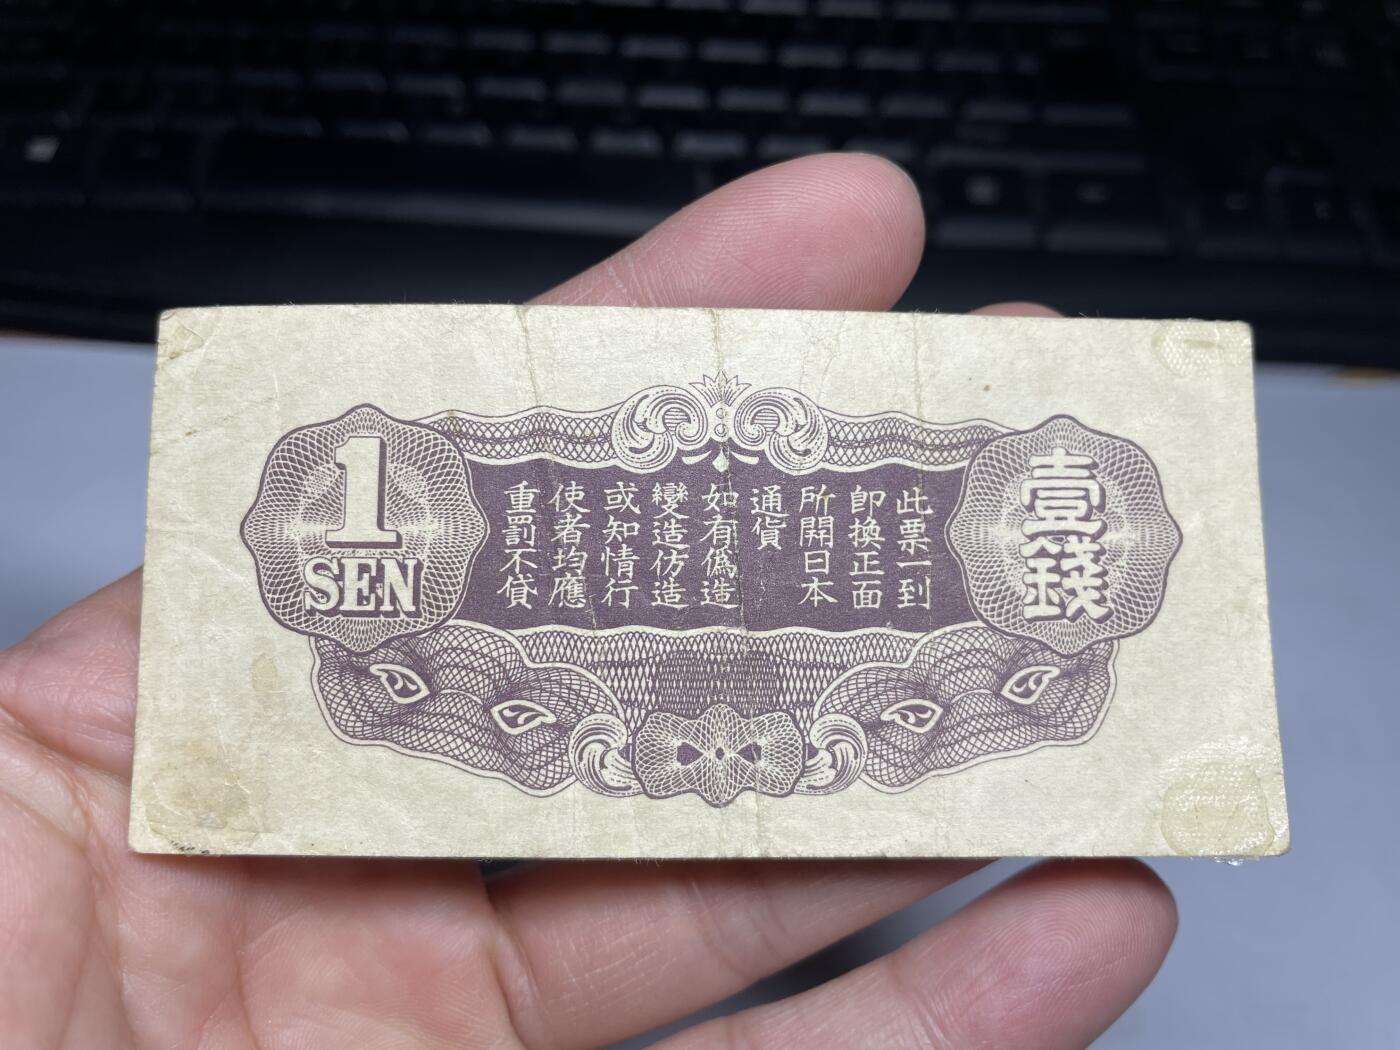 壹錢
此票一到
卽換正面
所開日本
通貨
如有僞造
變造仿造
或知情行
使者均應
重罰不貸
1
SEN